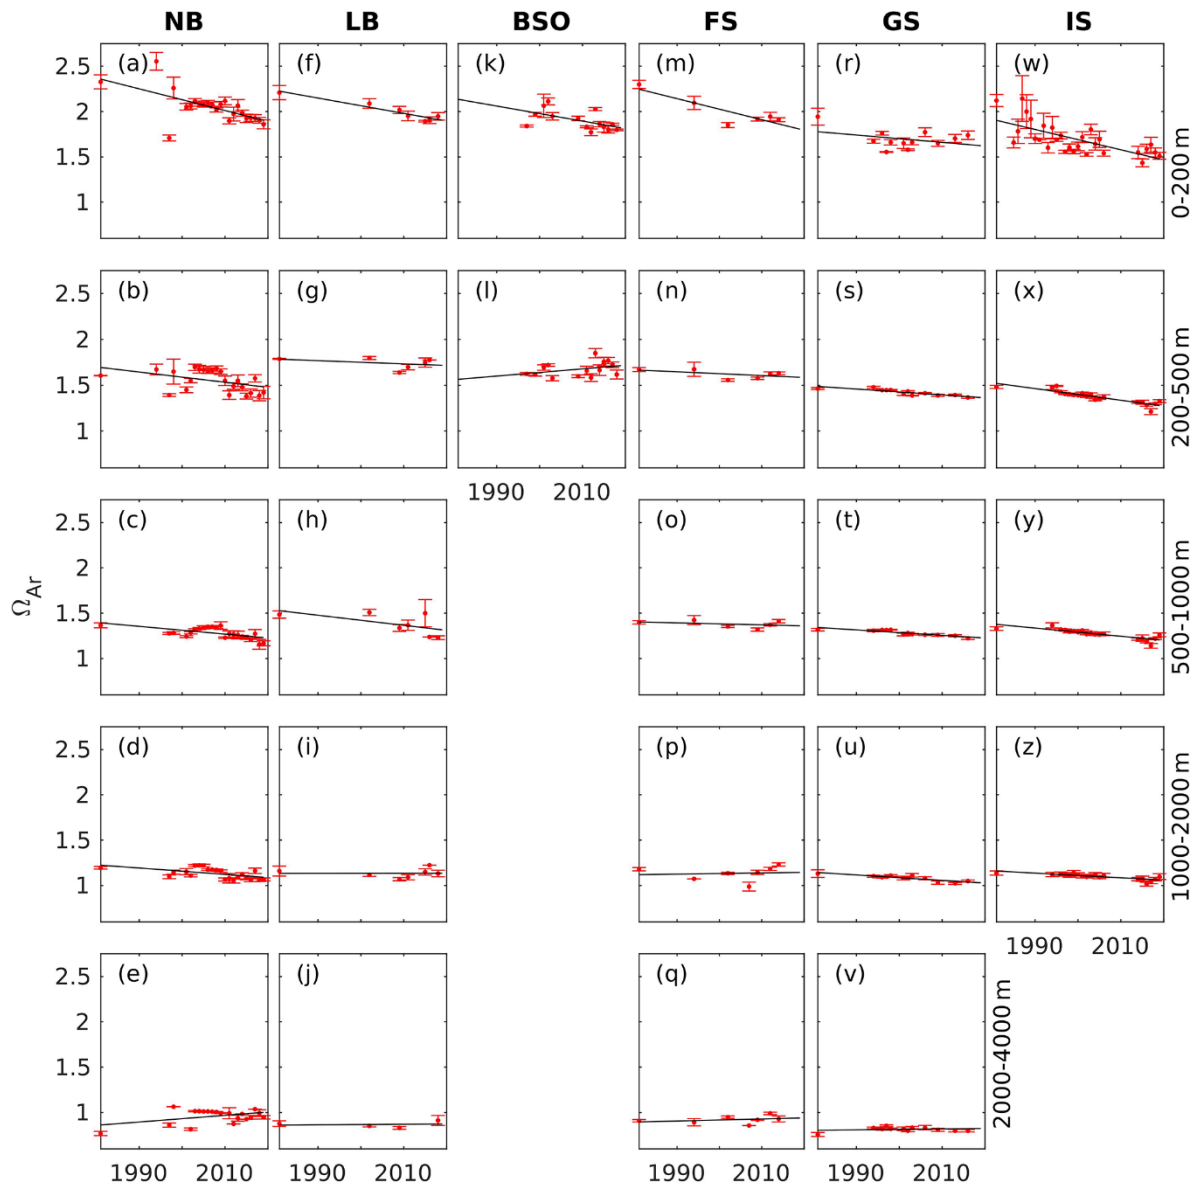 NB LB BSO FS GS IS
(a) (f) (k) (m) (r) (w)
2.5
2
1.5
1
0-200 m
(b) (g) (l) (n) (s) (x)
2.5
2
1.5
1
200-500 m
1990 2010
(c) (h) (o) (t) (y)
2.5
2
1.5
1
500-1000 m
ΩAr
(d) (i) (p) (u) (z)
2.5
2
1.5
1
1000-2000 m
1990 2010
(e) (j) (q) (v)
2.5
2
1.5
1
2000-4000 m
1990 2010 1990 2010 1990 2010 1990 2010